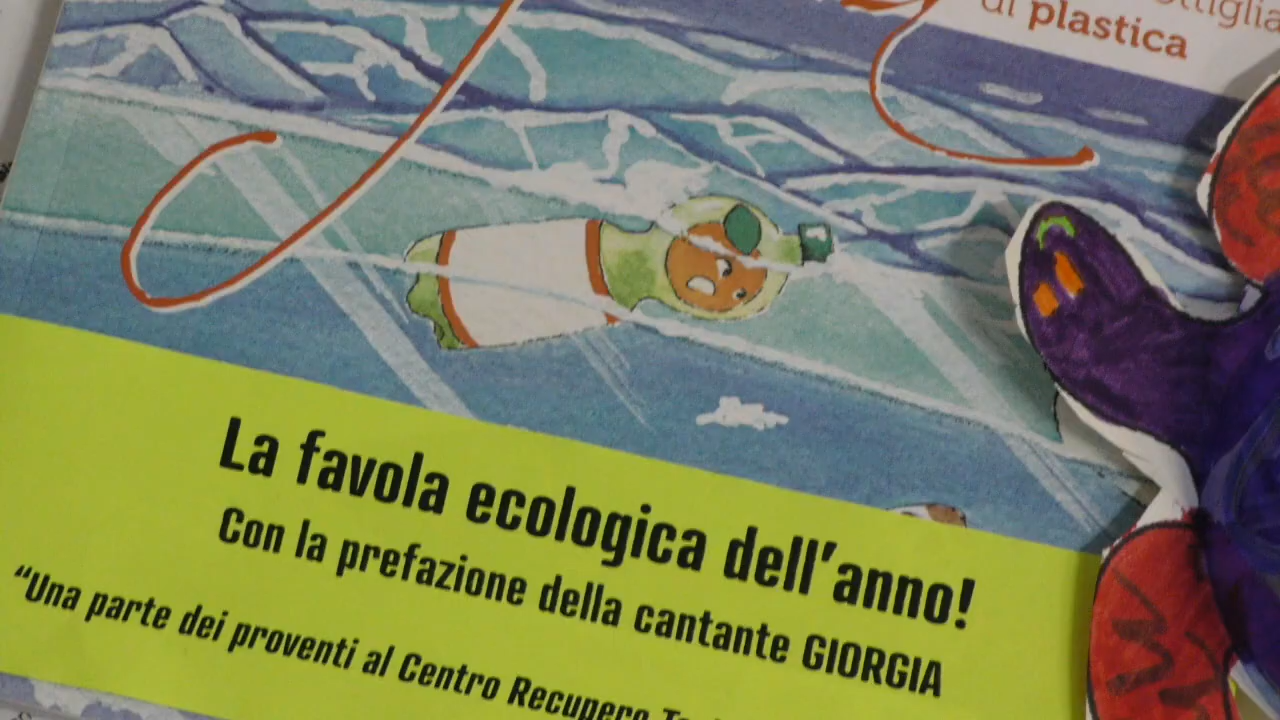 di plastica
La favola ecologica dell'anno!
Con la prefazione della cantante GIORGIA
“Una parte dei proventi al Centro Recupero